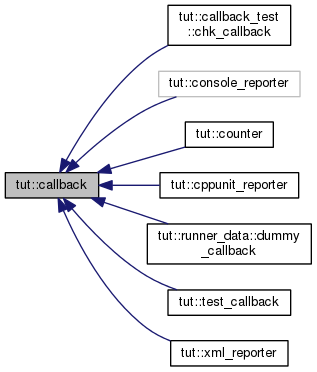 tut::callback_test
::chk_callback
tut::console_reporter
tut::counter
tut::callback
tut::cppunit_reporter
tut::runner_data::dummy
_callback
tut::test_callback
tut::xml_reporter